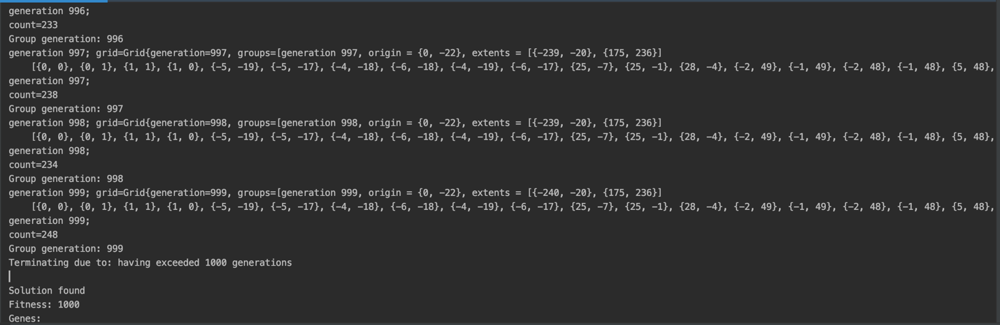 generation 996;
count=233
Group generation: 996
generation 997; grid=Grid{generation=997, groups=[generation 997, origin = {0, -22}, extents = [{-239, -20}, {175, 236}]
[{0, 0}, {0, 1}, {1, 1}, {1, 0}, {-5, -19}, {-5, -17}, {-4, -18}, {-6, -18}, {-4, -19}, {-6, -17}, {25, -7}, {25, -1}, {28, -4}, {-2, 49}, {-1, 49}, {-2, 48}, {-1, 48}, {5, 48},
generation 997;
count=238
Group generation: 997
generation 998; grid=Grid{generation=998, groups=[generation 998, origin = {0, -22}, extents = [{-239, -20}, {175, 236}]
[{0, 0}, {0, 1}, {1, 1}, {1, 0}, {-5, -19}, {-5, -17}, {-4, -18}, {-6, -18}, {-4, -19}, {-6, -17}, {25, -7}, {25, -1}, {28, -4}, {-2, 49}, {-1, 49}, {-2, 48}, {-1, 48}, {5, 48},
generation 998;
count=234
Group generation: 998
generation 999; grid=Grid{generation=999, groups=[generation 999, origin = {0, -22}, extents = [{-240, -20}, {175, 236}]
[{0, 0}, {0, 1}, {1, 1}, {1, 0}, {-5, -19}, {-5, -17}, {-4, -18}, {-6, -18}, {-4, -19}, {-6, -17}, {25, -7}, {25, -1}, {28, -4}, {-2, 49}, {-1, 49}, {-2, 48}, {-1, 48}, {5, 48},
generation 999;
count=248
Group generation: 999
Terminating due to: having exceeded 1000 generations
Solution found
Fitness: 1000
Genes: